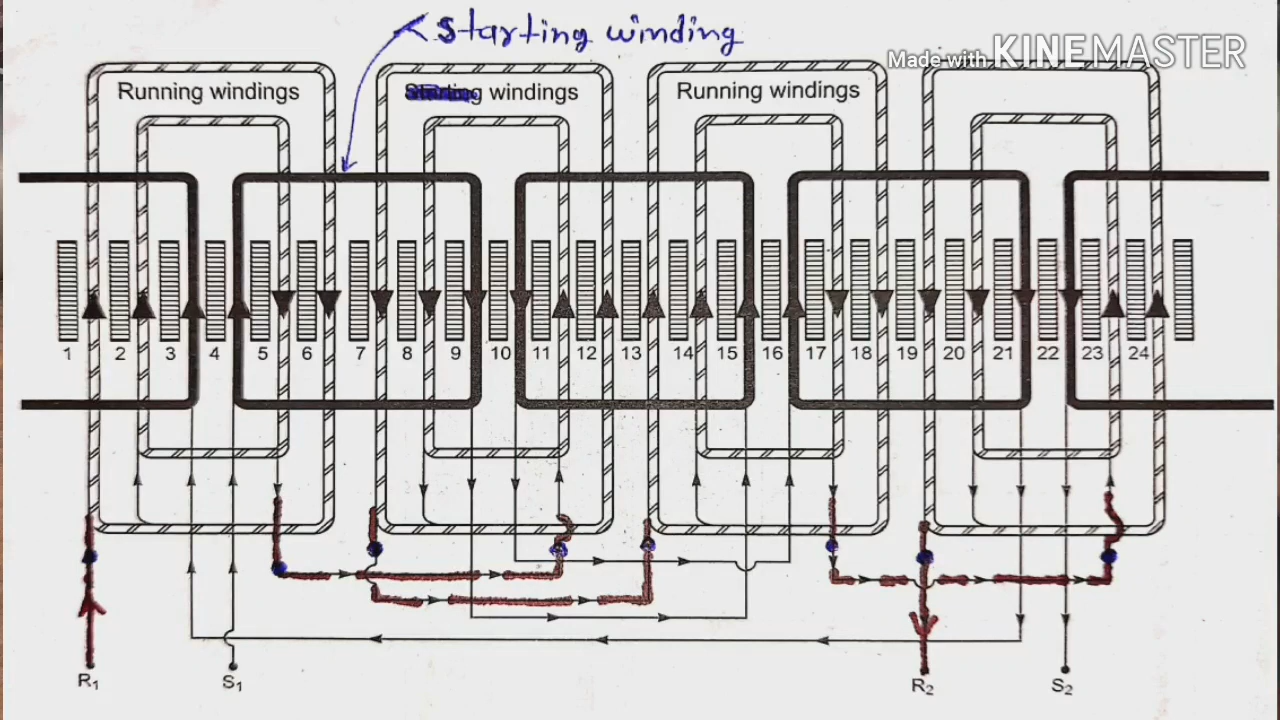 Starting winding
Made with KINEMASTER
Running windings
windings
Running windings
1 2 3 4 5 6 7 8 9 10 11 12 13 14 15 16 17 18 19 20 21 22 23 24
R1 S1 R2 S2